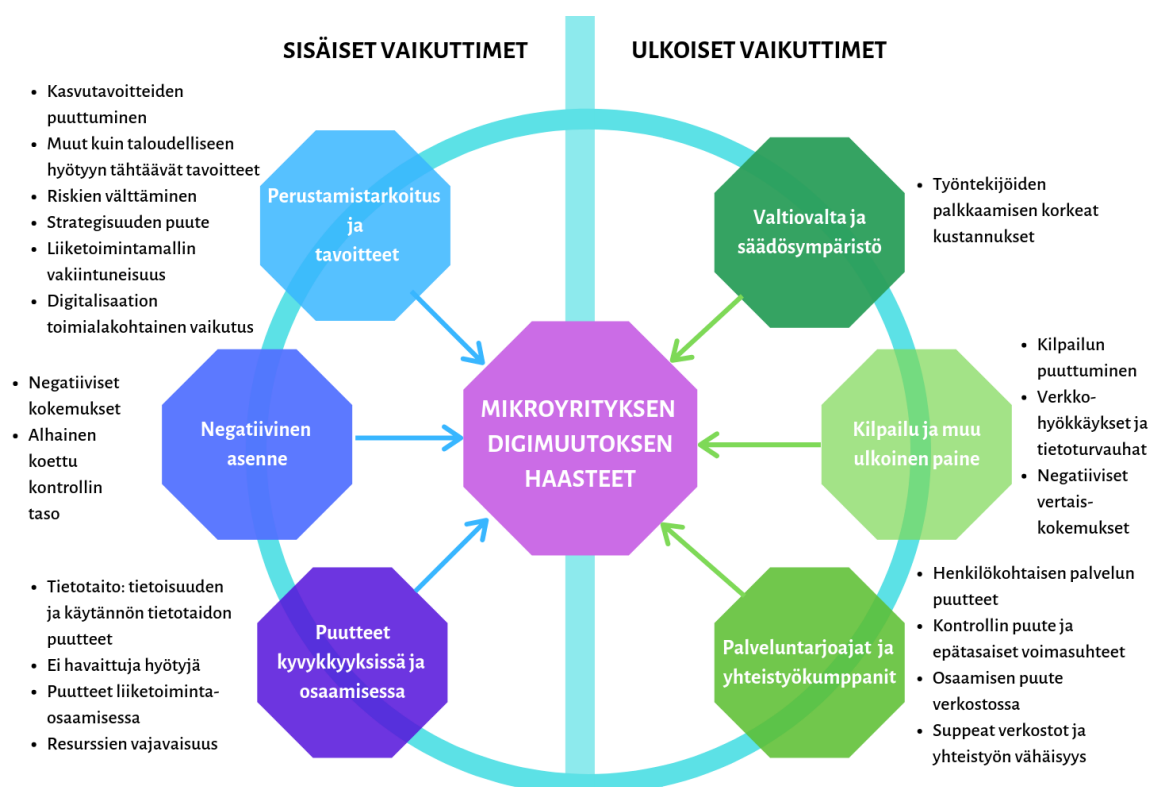 SISÄISET VAIKUTTIMET
ULKOISET VAIKUTTIMET
• Kasvutavoitteiden
puuttuminen
• Muut kuin taloudelliseen
hyötyyn tähtäävät tavoitteet
• Riskien välttäminen
• Strategisuuden puute
• Liiketoimintamallin
vakiintuneisuus
• Digitalisaation
toimialakohtainen vaikutus
Perustamistarkoitus
ja
tavoitteet
• Negatiiviset
kokemukset
• Alhainen
koettu
kontrollin
taso
Negatiivinen
asenne
• Tietotaito: tietoisuuden
ja käytännön tietotaidon
puutteet
• Ei havaittuja hyötyjä
• Puutteet liiketoiminta-
osaamisessa
• Resurssien vajavaisuus
Puutteet
kyvykkyyksissä ja
osaamisessa
MIKROYRITYKSEN
DIGIMUUTOKSEN
HAASTEET
Valtiovalta ja
säädösympäristö
• Työntekijöiden
palkkaamisen korkeat
kustannukset
Kilpailu ja muu
ulkoinen paine
• Kilpailun
puuttuminen
• Verkko-
hyökkäykset ja
tietoturvauhat
• Negatiiviset
vertais-
kokemukset
Palveluntarjoajat ja
yhteistyökumppanit
• Henkilökohtaisen palvelun
puutteet
• Kontrollin puute ja
epätasaiset voimasuhteet
• Osaamisen puute
verkostossa
• Suppeat verkostot ja
yhteistyön vähäisyys